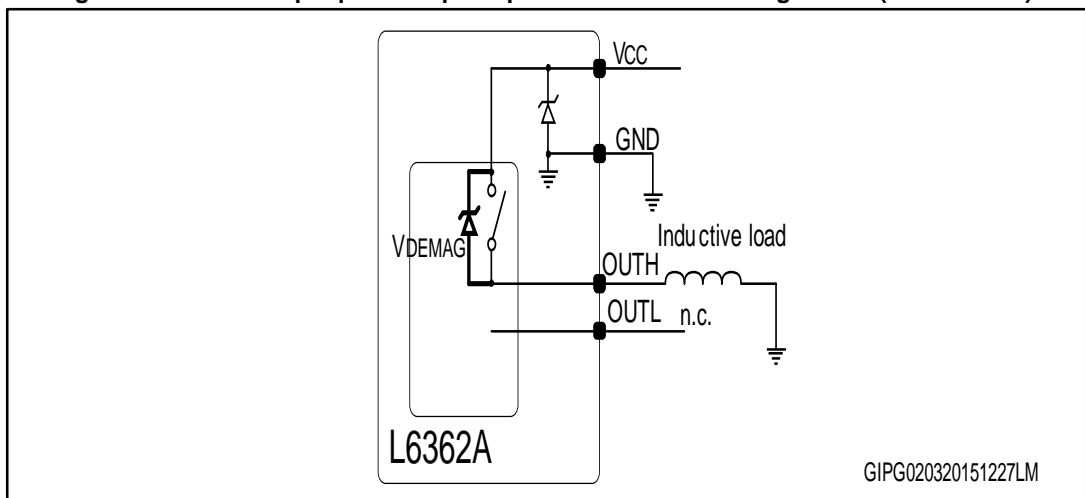 VCC
GND
VDEMAG
Inductive load
OUTH
OUTL n.c.
L6362A
GIPG020320151227LM